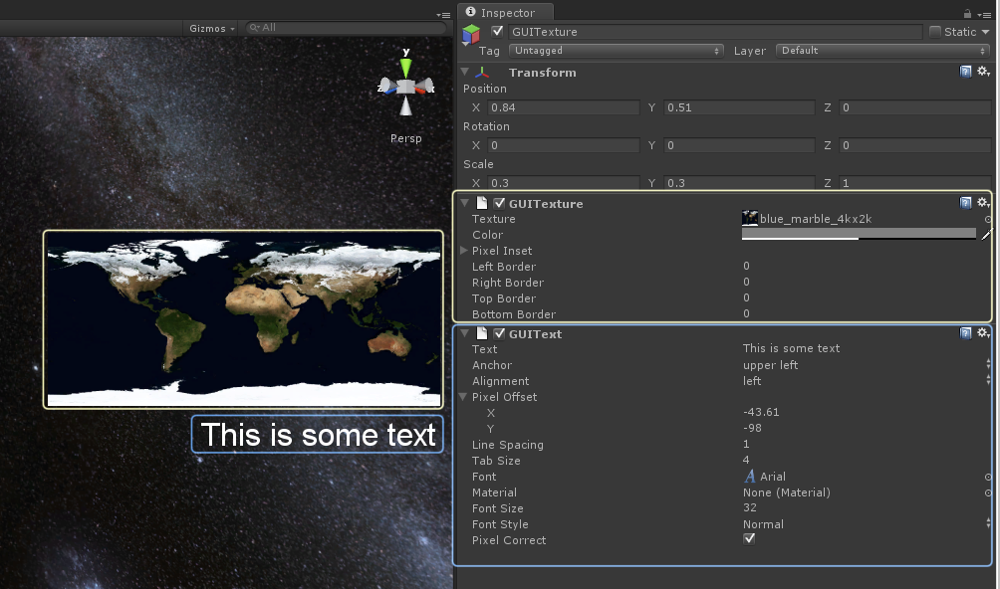 Gizmos
All
y
z
x
Persp
This is some text
Inspector
GUITexture
Static
Tag Untagged Layer Default
Transform
Position
X 0.84 Y 0.51 Z 0
Rotation
X 0 Y 0 Z 0
Scale
X 0.3 Y 0.3 Z 1
GUITexture
Texture blue_marble_4kx2k
Color
Pixel Inset
Left Border 0
Right Border 0
Top Border 0
Bottom Border 0
GUIText
Text This is some text
Anchor upper left
Alignment left
Pixel Offset
X -43.61
Y -98
Line Spacing 1
Tab Size 4
Font A Arial
Material None (Material)
Font Size 32
Font Style Normal
Pixel Correct